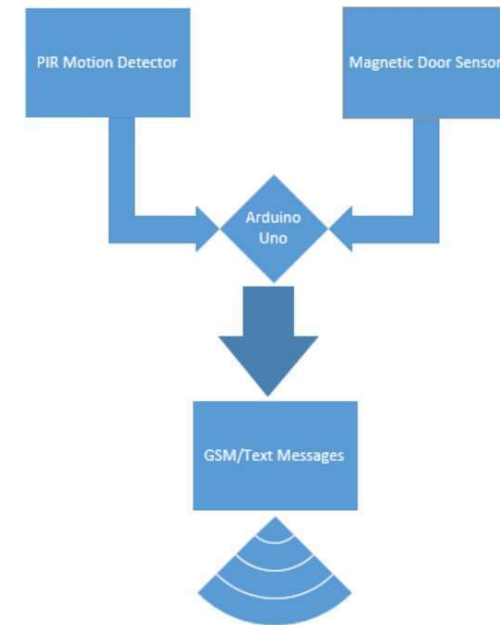 PIR Motion Detector
Magnetic Door Sensor
Arduino
Uno
GSM/Text Messages